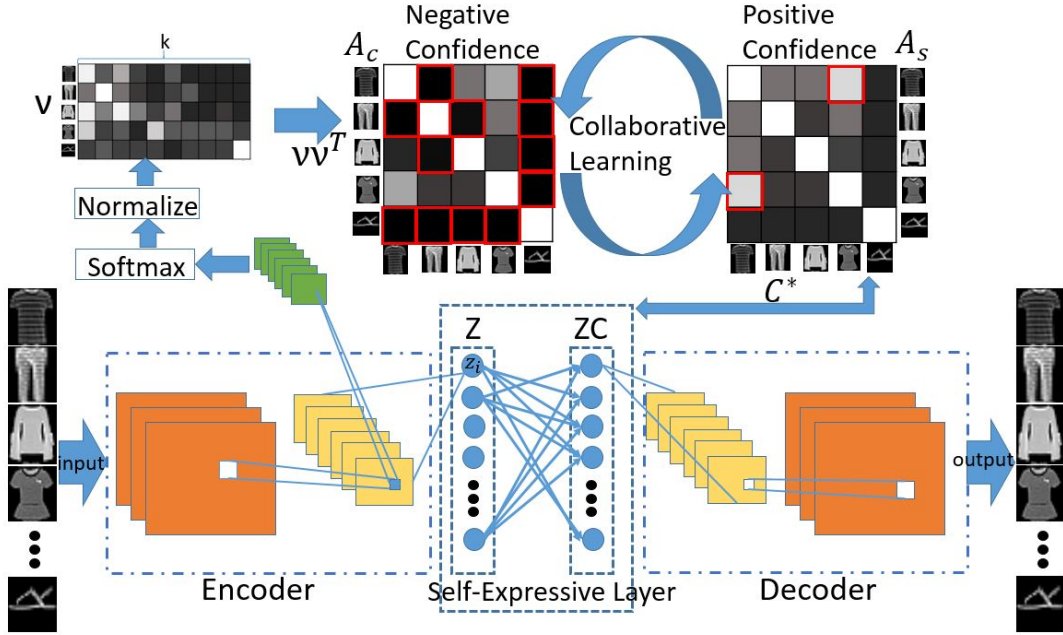 k
Negative
Confidence
Positive
Confidence
A_c
A_s
ν
νν^T
Collaborative
Learning
Normalize
Softmax
C*
Z
ZC
z_i
input
output
Encoder
Self-Expressive Layer
Decoder